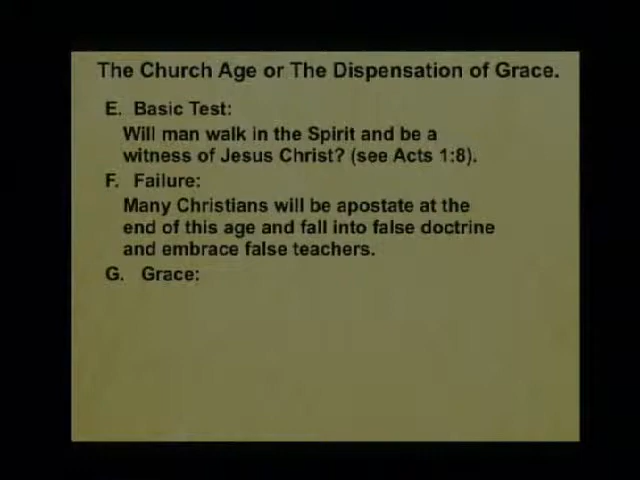 The Church Age or The Dispensation of Grace.
E. Basic Test:
Will man walk in the Spirit and be a
witness of Jesus Christ? (see Acts 1:8).
F. Failure:
Many Christians will be apostate at the
end of this age and fall into false doctrine
and embrace false teachers.
G. Grace: